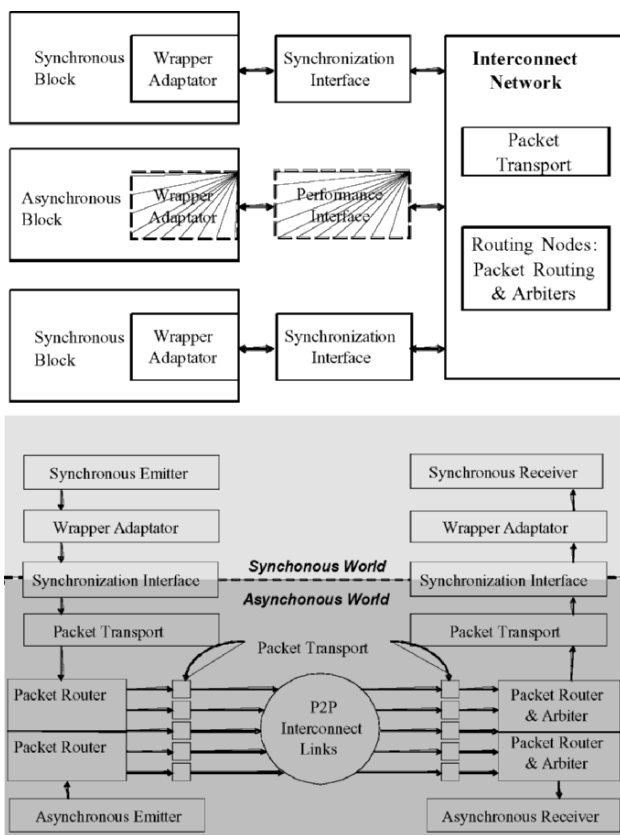 Synchronous
Block
Wrapper
Adaptator
Synchronization
Interface
Interconnect
Network
Packet
Transport
Asynchronous
Block
Wrapper
Adaptator
Performance
Interface
Routing Nodes:
Packet Routing
& Arbiters
Synchronous
Block
Wrapper
Adaptator
Synchronization
Interface
Synchronous Emitter
Synchronous Receiver
Wrapper Adaptator
Wrapper Adaptator
Synchonous World
Synchronization Interface
Synchronization Interface
Asynchonous World
Packet Transport
Packet Transport
Packet Transport
Packet Router
P2P
Interconnect
Links
Packet Router
& Arbiter
Packet Router
Packet Router
& Arbiter
Asynchronous Emitter
Asynchronous Receiver